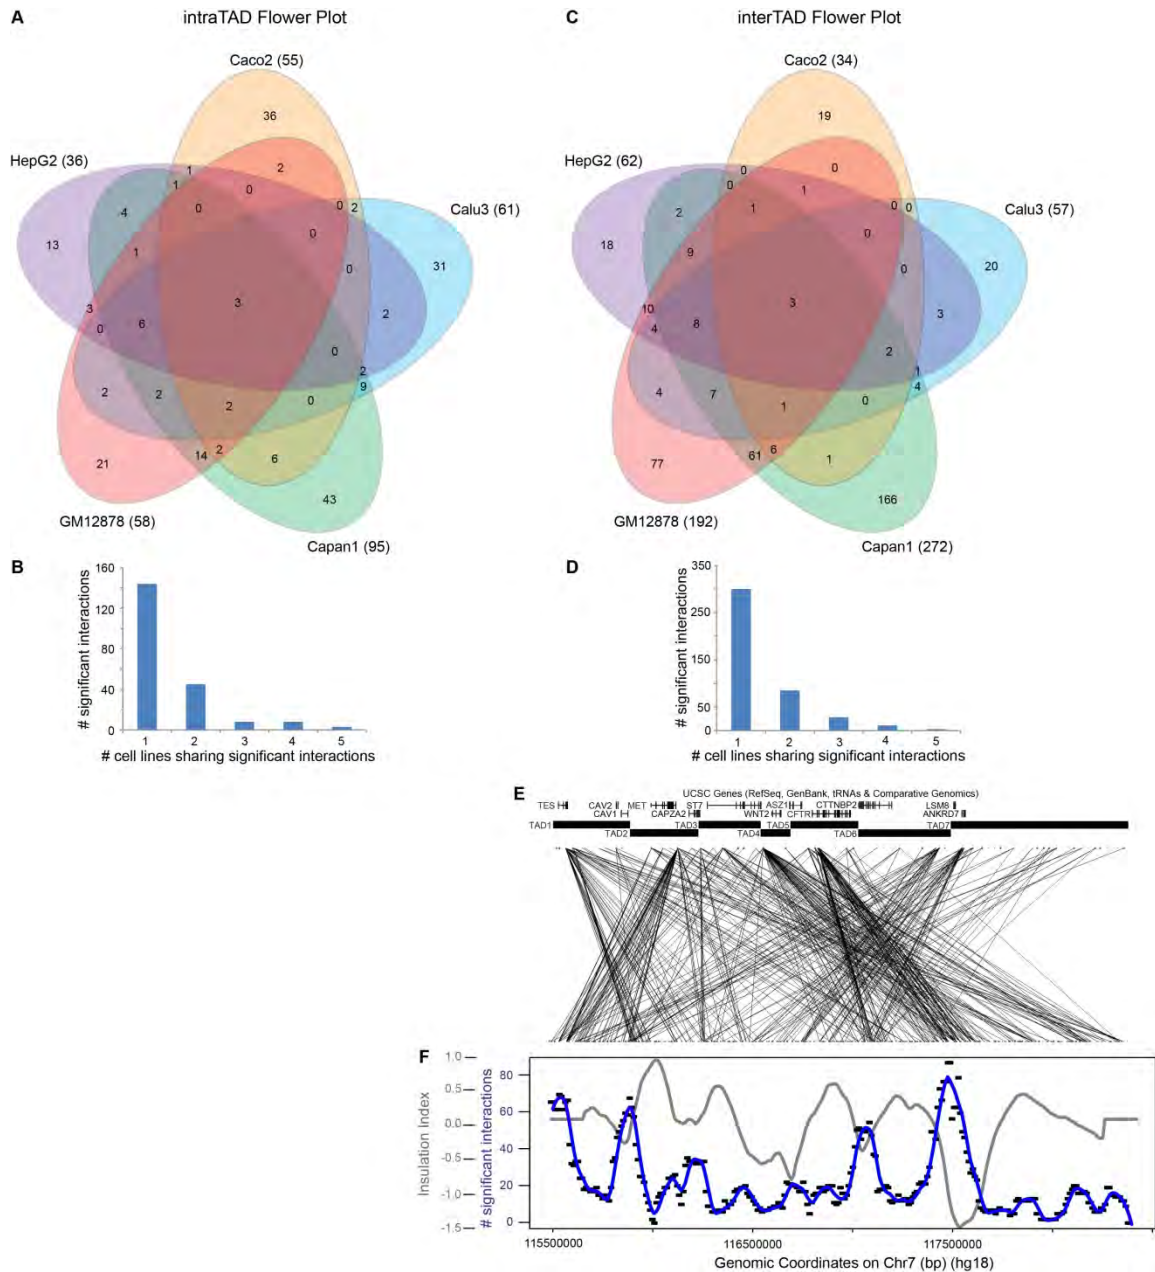 A
intraTAD Flower Plot
Caco2 (55)
36
HepG2 (36)
1
2
1
0
4
0
0
2
Calu3 (61)
13
0
1
0
31
3
3
2
0
6
0
2
9
2
2
2
0
14
2
6
21
43
GM12878 (58)
Capan1 (95)
B
# significant interactions
160
120
80
40
0
1 2 3 4 5
# cell lines sharing significant interactions
C
interTAD Flower Plot
Caco2 (34)
19
HepG2 (62)
0
0
0
1
2
1
0
0
Calu3 (57)
18
0
9
0
20
10
3
3
4
8
2
1
4
4
7
1
0
61
6
1
77
166
GM12878 (192)
Capan1 (272)
D
# significant interactions
350
250
150
50
0
1 2 3 4 5
# cell lines sharing significant interactions
E
UCSC Genes (RefSeq, GenBank, tRNAs & Comparative Genomics)
TES CAV2 MET ST7 ASZ1 CTTNBP2 LSM8
CAV1 CAPZA2 WNT2 CFTR ANKRD7
TAD1 TAD3 TAD5 TAD7
TAD2 TAD4 TAD6
F
Insulation Index
1.0
0.5
0.0
-0.5
-1.0
-1.5
# significant interactions
80
60
40
20
0
115500000 116500000 117500000
Genomic Coordinates on Chr7 (bp) (hg18)